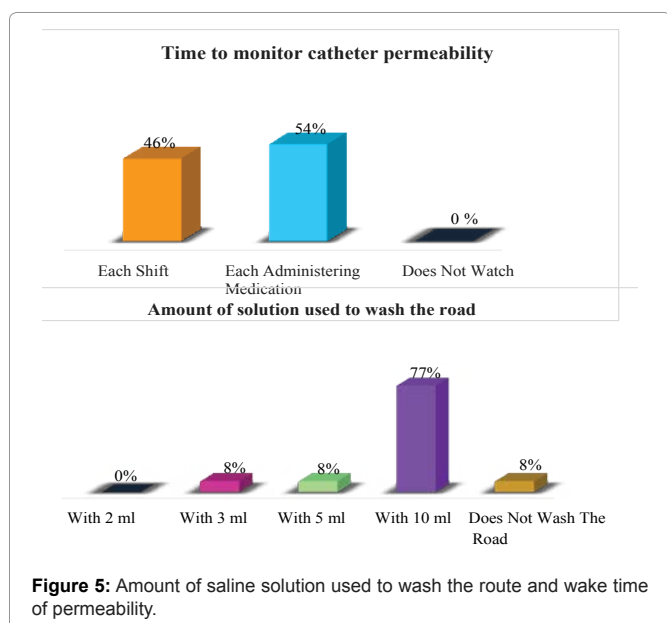 Time to monitor catheter permeability
46%
54%
0 %
Each Shift
Each Administering Medication
Does Not Watch
Amount of solution used to wash the road
0%
8%
8%
77%
8%
With 2 ml
With 3 ml
With 5 ml
With 10 ml
Does Not Wash The
Road
Figure 5: Amount of saline solution used to wash the route and wake time
of permeability.